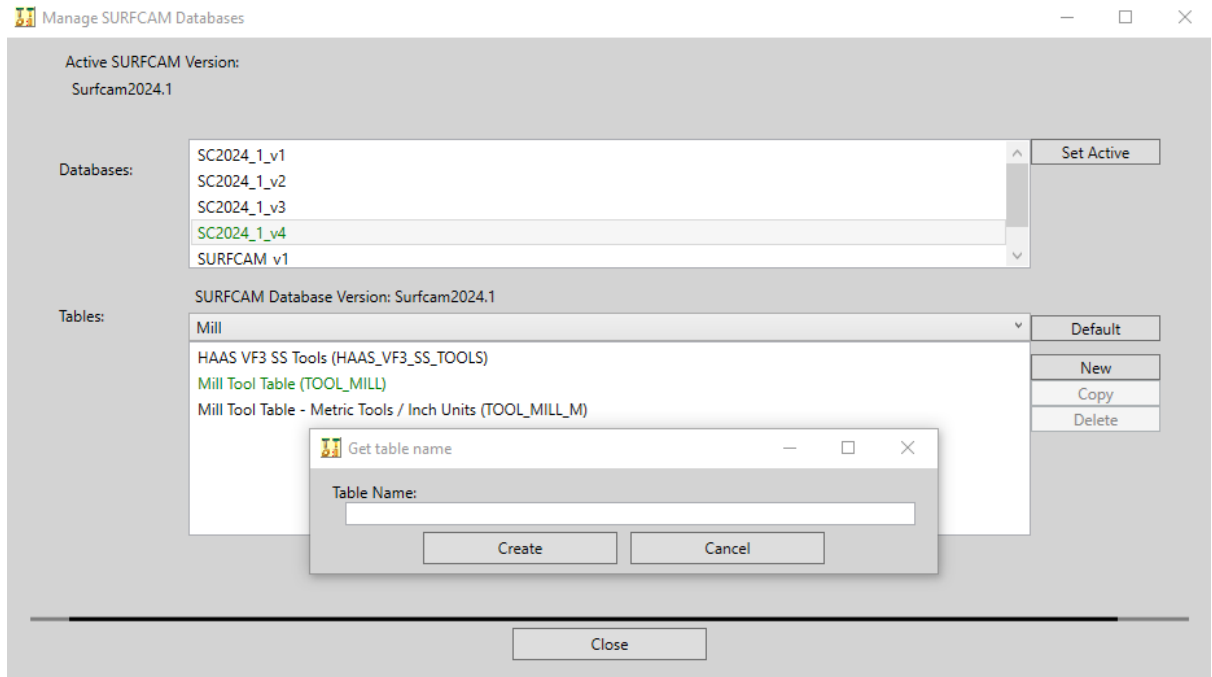 Manage SURFCAM Databases
Active SURFCAM Version:
Surfcam2024.1
Databases:
SC2024_1_v1
SC2024_1_v2
SC2024_1_v3
SC2024_1_v4
SURFCAM_v1
Set Active
SURFCAM Database Version: Surfcam2024.1
Tables:
Mill
Default
HAAS VF3 SS Tools (HAAS_VF3_SS_TOOLS)
Mill Tool Table (TOOL_MILL)
Mill Tool Table - Metric Tools / Inch Units (TOOL_MILL_M)
New
Copy
Delete
Get table name
Table Name:
Create Cancel
Close